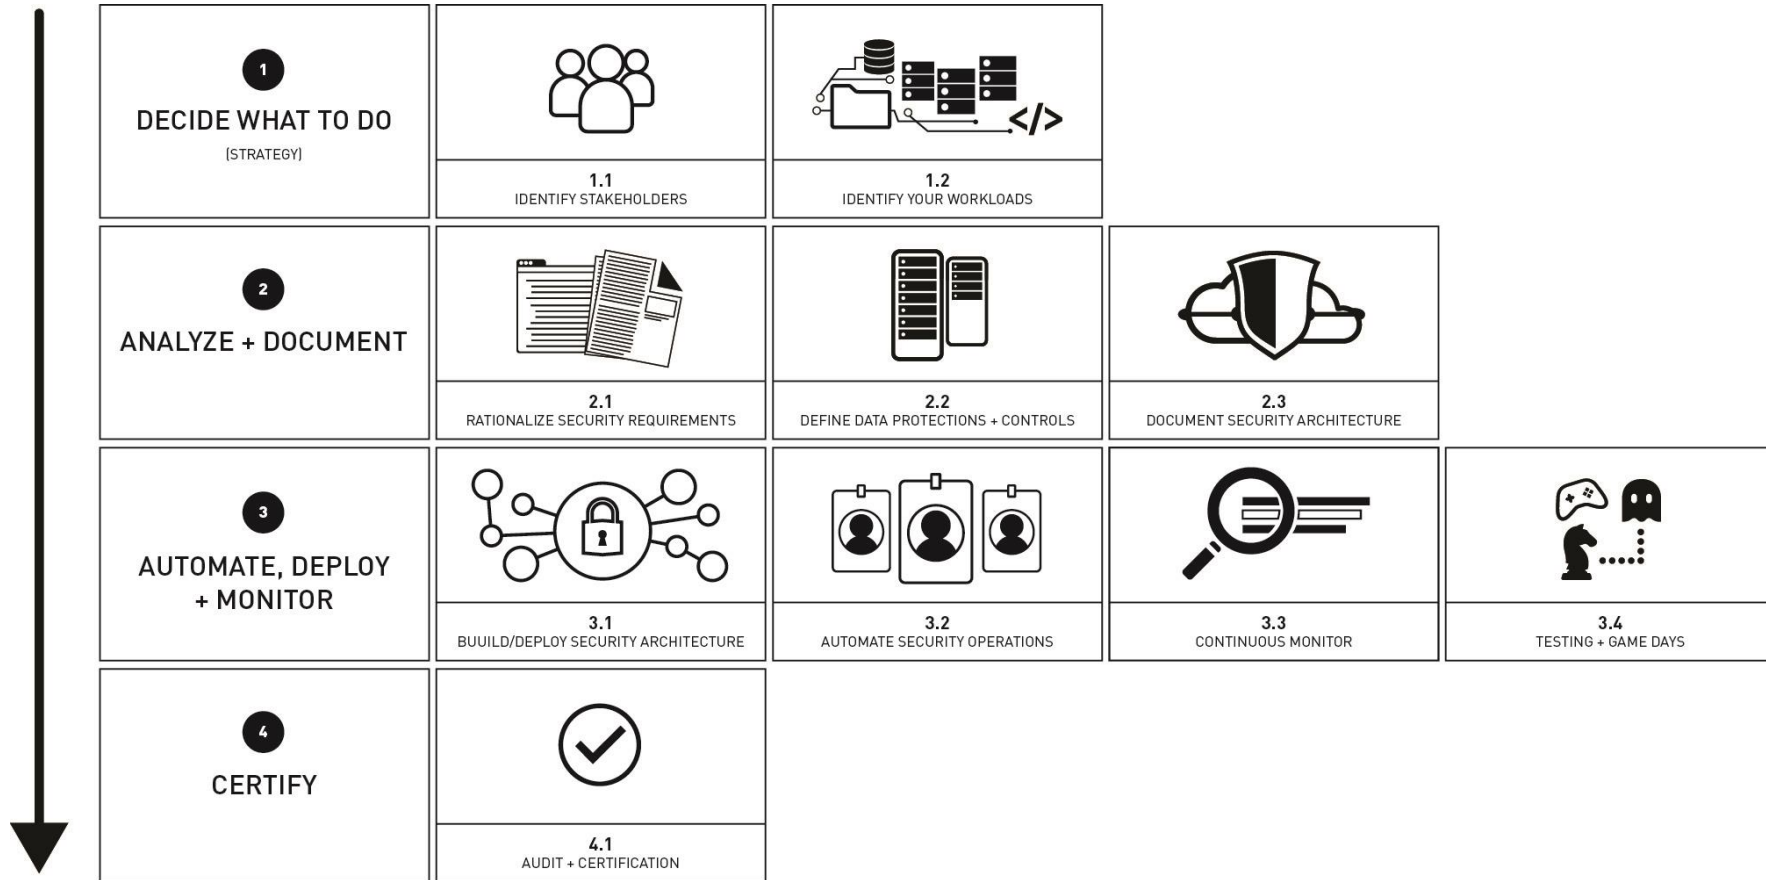 1
DECIDE WHAT TO DO
(STRATEGY)
1.1
IDENTIFY STAKEHOLDERS
1.2
IDENTIFY YOUR WORKLOADS
</>
2
ANALYZE + DOCUMENT
2.1
RATIONALIZE SECURITY REQUIREMENTS
2.2
DEFINE DATA PROTECTIONS + CONTROLS
2.3
DOCUMENT SECURITY ARCHITECTURE
3
AUTOMATE, DEPLOY
+ MONITOR
3.1
BUUILD/DEPLOY SECURITY ARCHITECTURE
3.2
AUTOMATE SECURITY OPERATIONS
3.3
CONTINUOUS MONITOR
3.4
TESTING + GAME DAYS
4
CERTIFY
4.1
AUDIT + CERTIFICATION